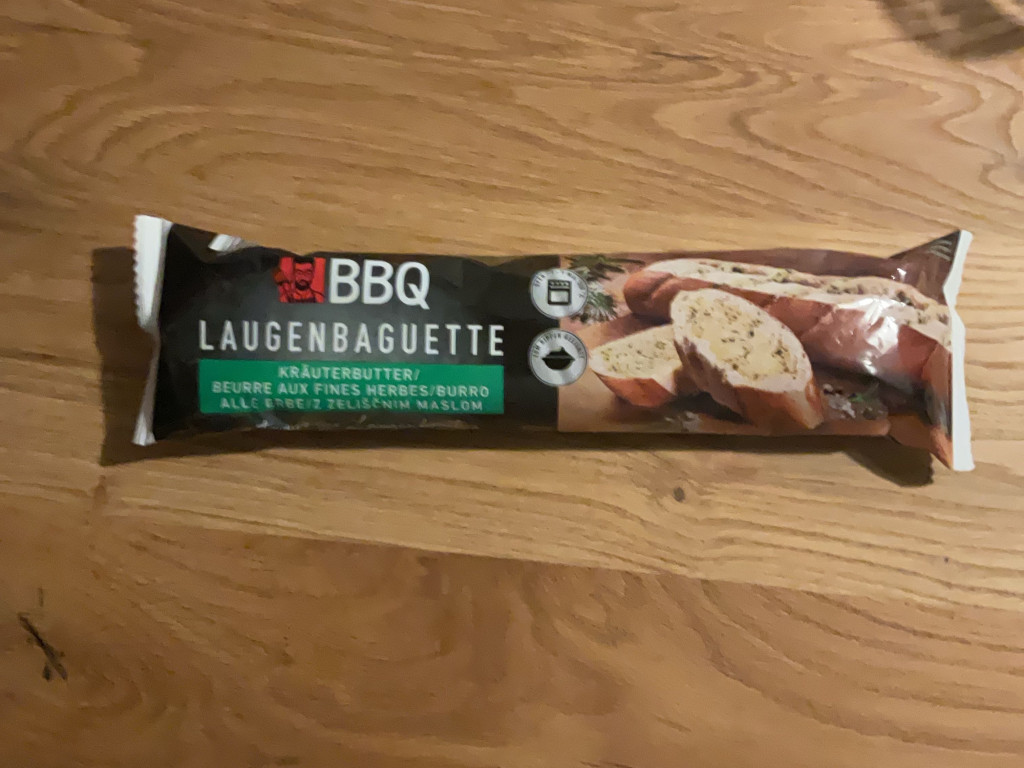 BBQ
LAUGENBAGUETTE
KRÄUTERBUTTER/
BEURRE AUX FINES HERBES/BURRO
ALLE ERBE/Z ZELIŠČNIM MASLOM